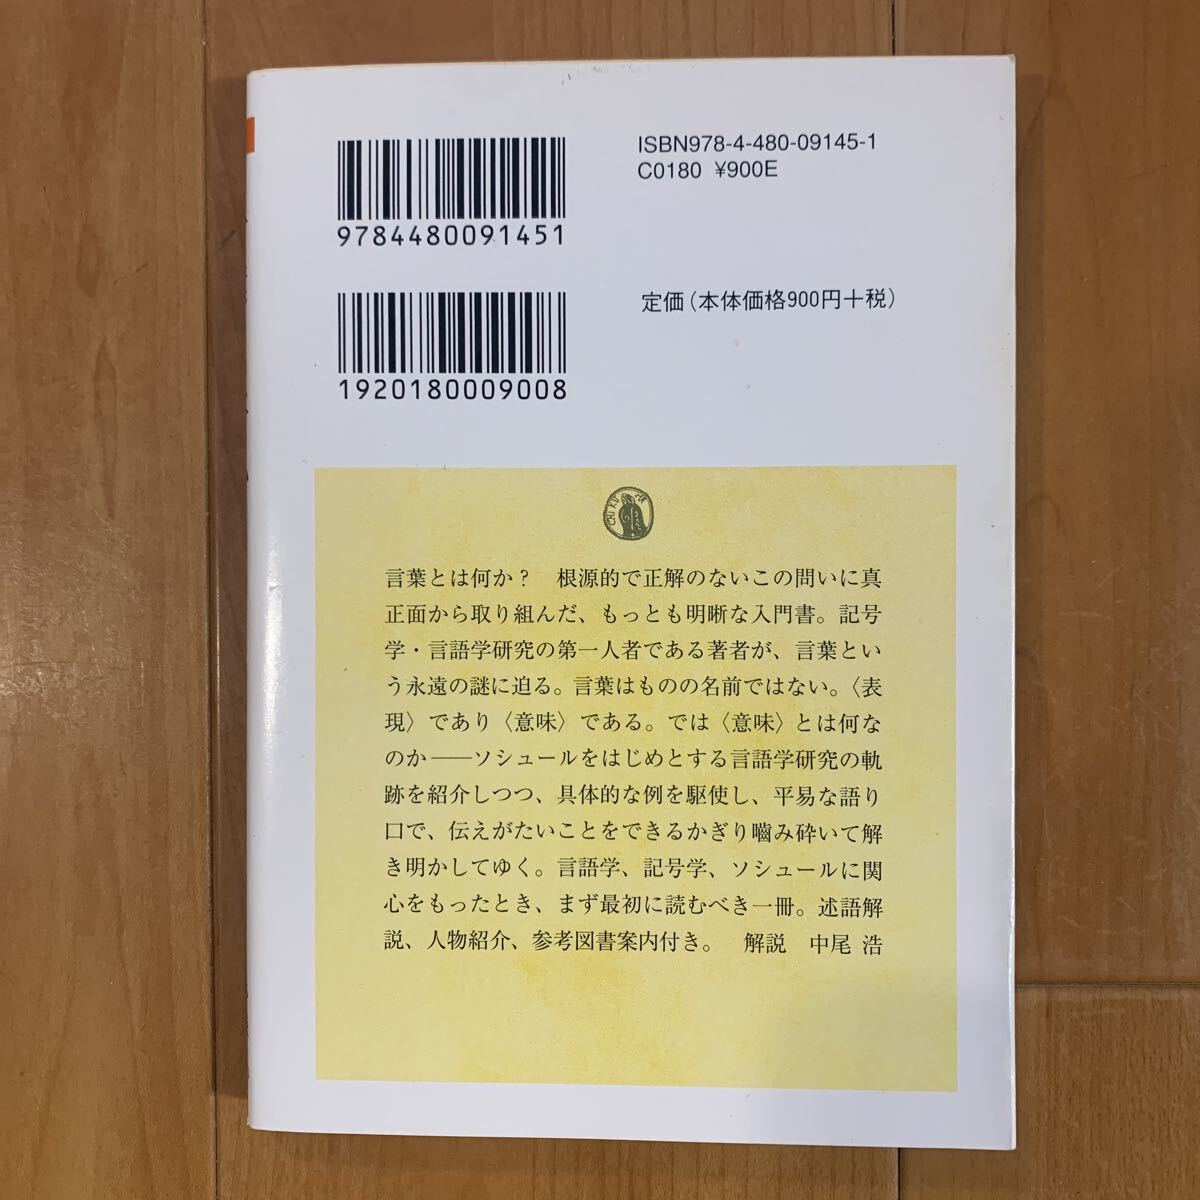 ISBN978-4-480-09145-1
C0180 ¥900E
9784480091451
定価（本体価格900円+税）
1920180009008
言葉とは何か？　根源的で正解のないこの問いに真
正面から取り組んだ、もっとも明晰な入門書。記号
学・言語学研究の第一人者である著者が、言葉とい
う永遠の謎に迫る。言葉はものの名前ではない。〈表
現〉であり〈意味〉である。では〈意味〉とは何な
のか——ソシュールをはじめとする言語学研究の軌
跡を紹介しつつ、具体的な例を駆使し、平易な語り
口で、伝えがたいことをできるかぎり嚙み砕いて解
き明かしてゆく。言語学、記号学、ソシュールに関
心をもったとき、まず最初に読むべき一冊。述語解
説、人物紹介、参考図書案内付き。　解説　中尾 浩